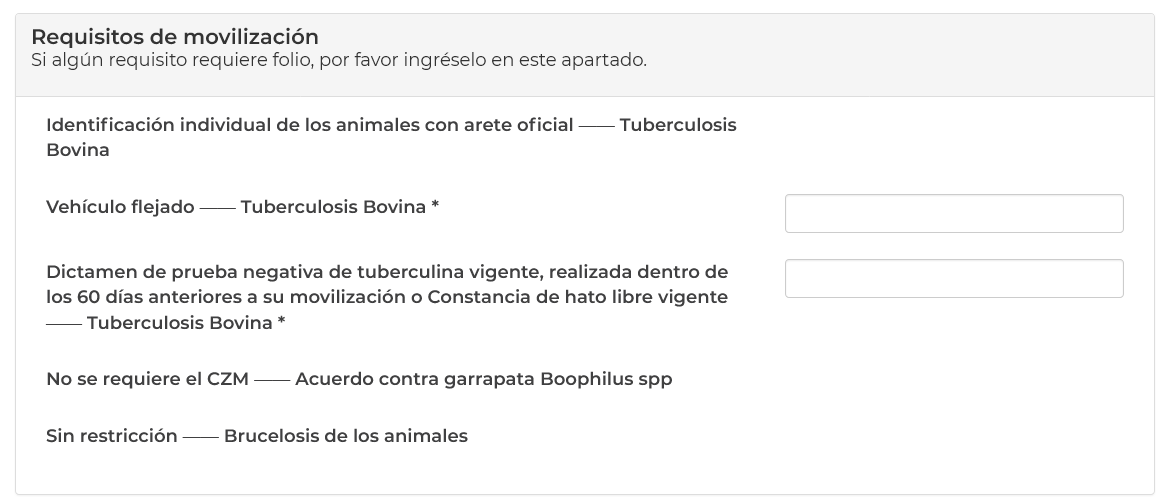 Requisitos de movilización
Si algún requisito requiere folio, por favor ingréselo en este apartado.
Identificación individual de los animales con arete oficial —— Tuberculosis
Bovina
Vehículo flejado —— Tuberculosis Bovina *
Dictamen de prueba negativa de tuberculina vigente, realizada dentro de
los 60 días anteriores a su movilización o Constancia de hato libre vigente
—— Tuberculosis Bovina *
No se requiere el CZM —— Acuerdo contra garrapata Boophilus spp
Sin restricción —— Brucelosis de los animales